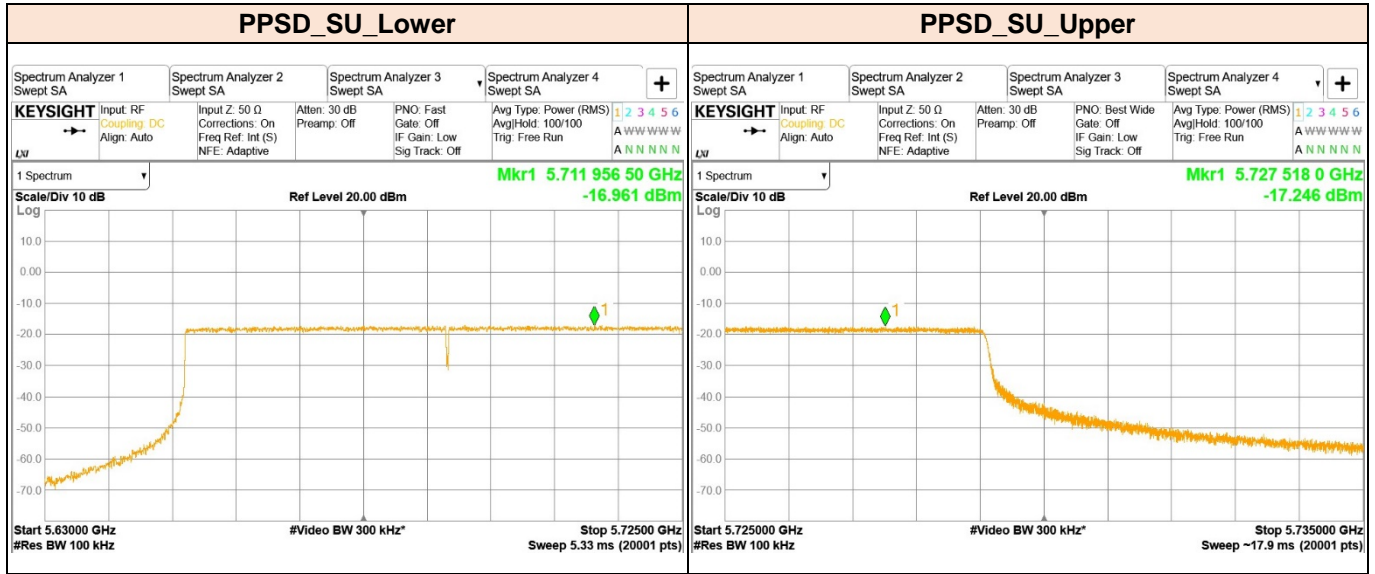 PPSD_SU_Lower
PPSD_SU_Upper
Spectrum Analyzer 1
Swept SA
Spectrum Analyzer 2
Swept SA
Spectrum Analyzer 3
Swept SA
Spectrum Analyzer 4
Swept SA
+
KEYSIGHT
LXI
Input: RF
Coupling: DC
Align: Auto
Input Z: 50 Ω
Corrections: On
Freq Ref: Int (S)
NFE: Adaptive
Atten: 30 dB
Preamp: Off
PNO: Fast
Gate: Off
IF Gain: Low
Sig Track: Off
Avg Type: Power (RMS)
Avg|Hold: 100/100
Trig: Free Run
1 2 3 4 5 6
A W W W W W
A N N N N N
1 Spectrum
Scale/Div 10 dB
Ref Level 20.00 dBm
Mkr1 5.711 956 50 GHz
-16.961 dBm
Log
10.0
0.00
-10.0
-20.0
-30.0
-40.0
-50.0
-60.0
-70.0
1
Start 5.63000 GHz
#Res BW 100 kHz
#Video BW 300 kHz*
Stop 5.72500 GHz
Sweep 5.33 ms (20001 pts)
Spectrum Analyzer 1
Swept SA
Spectrum Analyzer 2
Swept SA
Spectrum Analyzer 3
Swept SA
Spectrum Analyzer 4
Swept SA
+
KEYSIGHT
LXI
Input: RF
Coupling: DC
Align: Auto
Input Z: 50 Ω
Corrections: On
Freq Ref: Int (S)
NFE: Adaptive
Atten: 30 dB
Preamp: Off
PNO: Best Wide
Gate: Off
IF Gain: Low
Sig Track: Off
Avg Type: Power (RMS)
Avg|Hold: 100/100
Trig: Free Run
1 2 3 4 5 6
A W W W W W
A N N N N N
1 Spectrum
Scale/Div 10 dB
Ref Level 20.00 dBm
Mkr1 5.727 518 0 GHz
-17.246 dBm
Log
10.0
0.00
-10.0
-20.0
-30.0
-40.0
-50.0
-60.0
-70.0
1
Start 5.725000 GHz
#Res BW 100 kHz
#Video BW 300 kHz*
Stop 5.735000 GHz
Sweep ~17.9 ms (20001 pts)